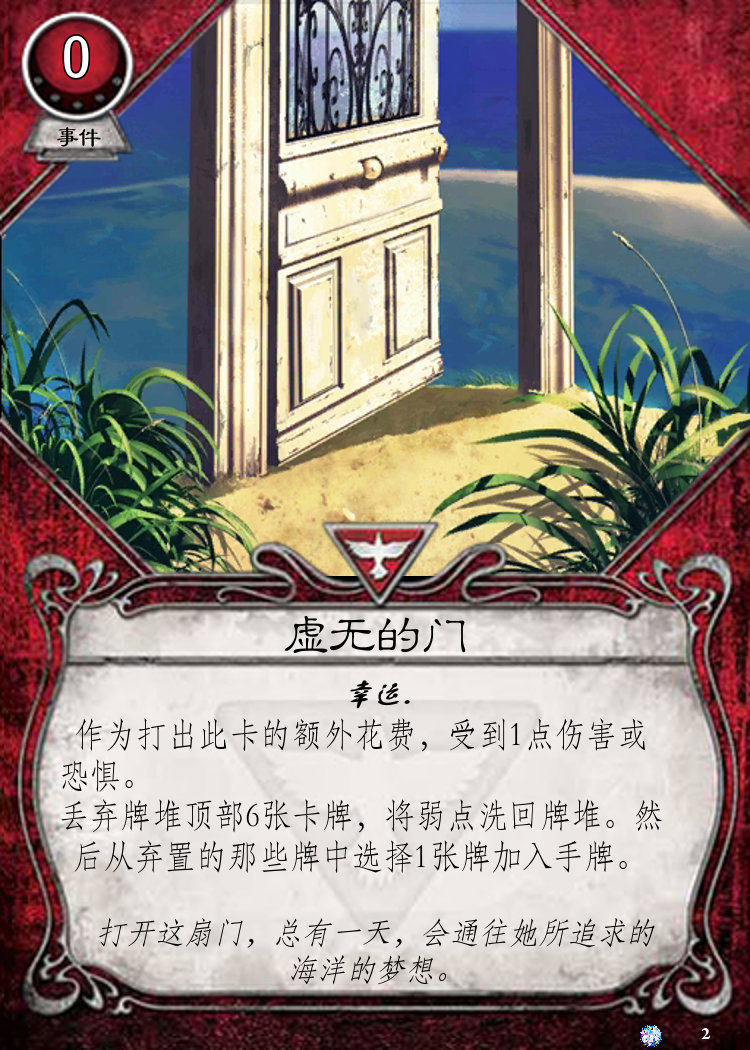 0
事件
虚无的门
幸运.
作为打出此卡的额外花费，受到1点伤害或
恐惧。
丢弃牌堆顶部6张卡牌，将弱点洗回牌堆。然
后从弃置的那些牌中选择1张牌加入手牌。
打开这扇门，总有一天，会通往她所追求的
海洋的梦想。
2